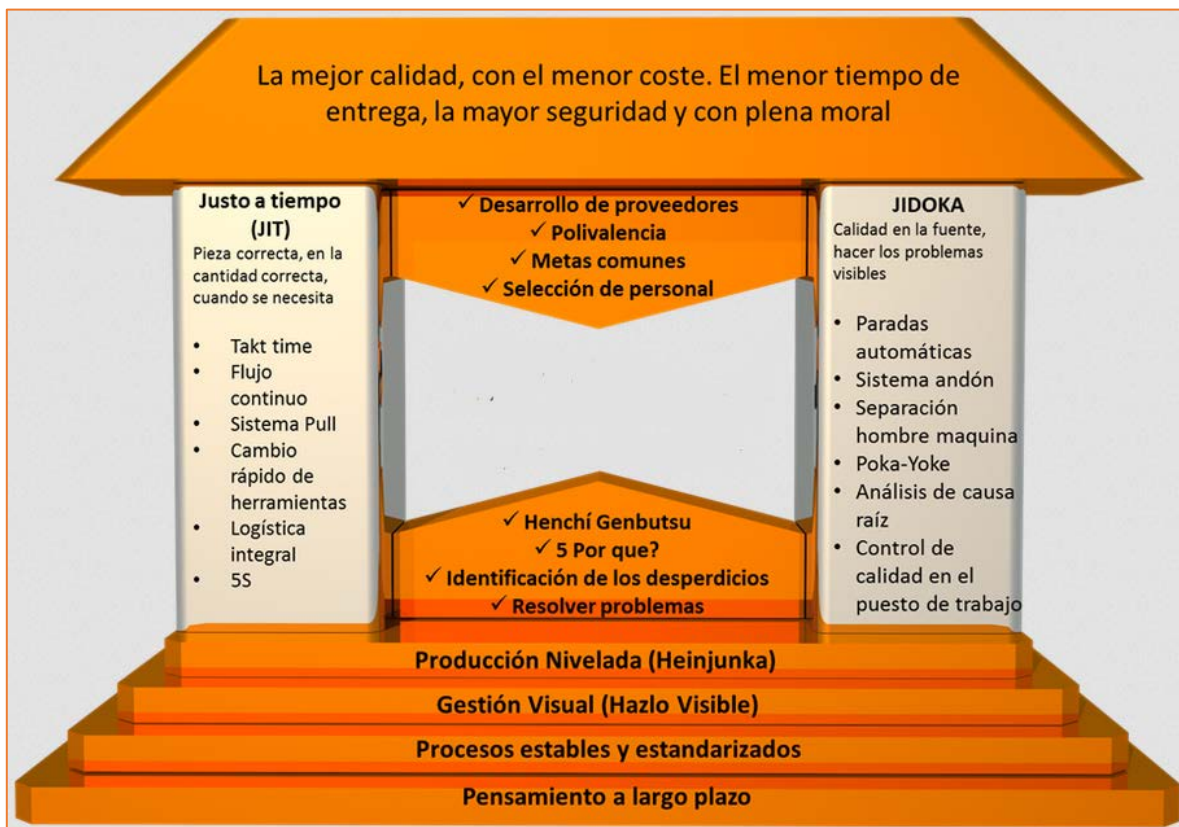 La mejor calidad, con el menor coste. El menor tiempo de
entrega, la mayor seguridad y con plena moral
Justo a tiempo
(JIT)
Pieza correcta, en la
cantidad correcta,
cuando se necesita
• Takt time
• Flujo
continuo
• Sistema Pull
• Cambio
rápido de
herramientas
• Logística
integral
• 5S
✓ Desarrollo de proveedores
✓ Polivalencia
✓ Metas comunes
✓ Selección de personal
✓ Henchí Genbutsu
✓ 5 Por que?
✓ Identificación de los desperdicios
✓ Resolver problemas
JIDOKA
Calidad en la fuente,
hacer los problemas
visibles
• Paradas
automáticas
• Sistema andón
• Separación
hombre maquina
• Poka-Yoke
• Análisis de causa
raíz
• Control de
calidad en el
puesto de trabajo
Producción Nivelada (Heinjunka)
Gestión Visual (Hazlo Visible)
Procesos estables y estandarizados
Pensamiento a largo plazo